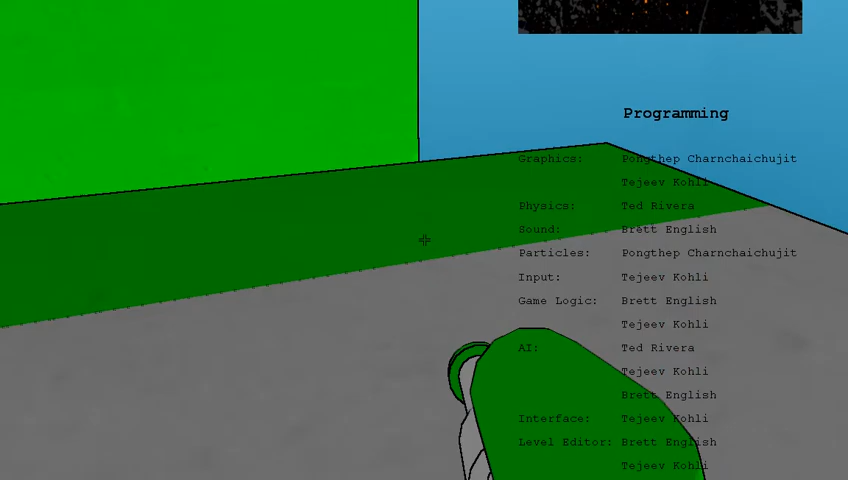 Programming
Graphics: Pongthep Charnchaichujit
Tejeev Kohli
Physics: Ted Rivera
Sound: Brett English
Particles: Pongthep Charnchaichujit
Input: Tejeev Kohli
Game Logic: Brett English
Tejeev Kohli
AI: Ted Rivera
Tejeev Kohli
Brett English
Interface: Tejeev Kohli
Level Editor: Brett English
Tejeev Kohli